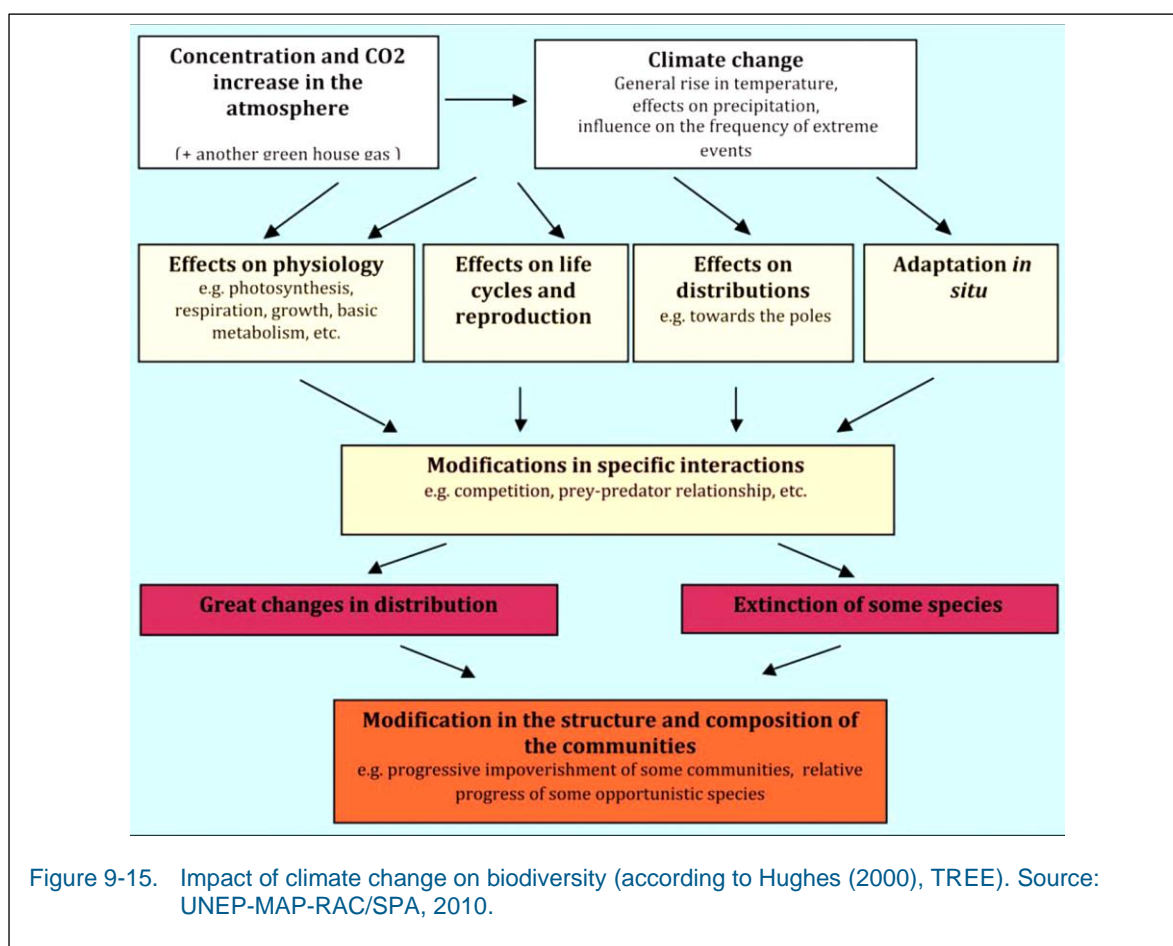 Concentration and CO2
increase in the
atmosphere
(+ another green house gas )
Climate change
General rise in temperature,
effects on precipitation,
influence on the frequency of extreme
events
Effects on physiology
e.g. photosynthesis,
respiration, growth, basic
metabolism, etc.
Effects on life
cycles and
reproduction
Effects on
distributions
e.g. towards the poles
Adaptation in
situ
Modifications in specific interactions
e.g. competition, prey-predator relationship, etc.
Great changes in distribution
Extinction of some species
Modification in the structure and composition of
the communities
e.g. progressive impoverishment of some communities, relative
progress of some opportunistic species
Figure 9-15. Impact of climate change on biodiversity (according to Hughes (2000), TREE). Source:
UNEP-MAP-RAC/SPA, 2010.